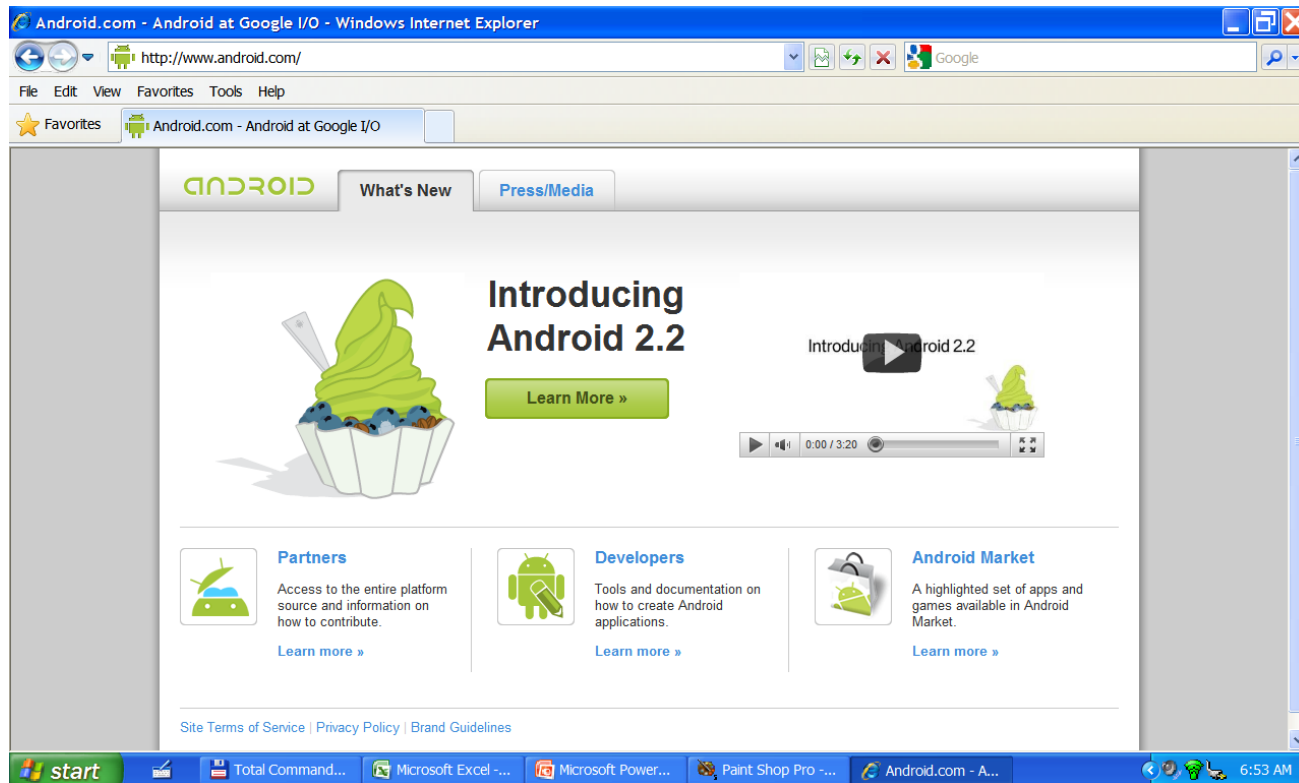 Android.com - Android at Google I/O - Windows Internet Explorer
http://www.android.com/
Google
File Edit View Favorites Tools Help
Favorites
Android.com - Android at Google I/O
ANDROID
What's New
Press/Media
Introducing
Android 2.2
Learn More »
Introducing Android 2.2
0:00 / 3:20
Partners
Access to the entire platform
source and information on
how to contribute.
Learn more »
Developers
Tools and documentation on
how to create Android
applications.
Learn more »
Android Market
A highlighted set of apps and
games available in Android
Market.
Learn more »
Site Terms of Service | Privacy Policy | Brand Guidelines
start
Total Command...
Microsoft Excel -...
Microsoft Power...
Paint Shop Pro -...
Android.com - A...
6:53 AM